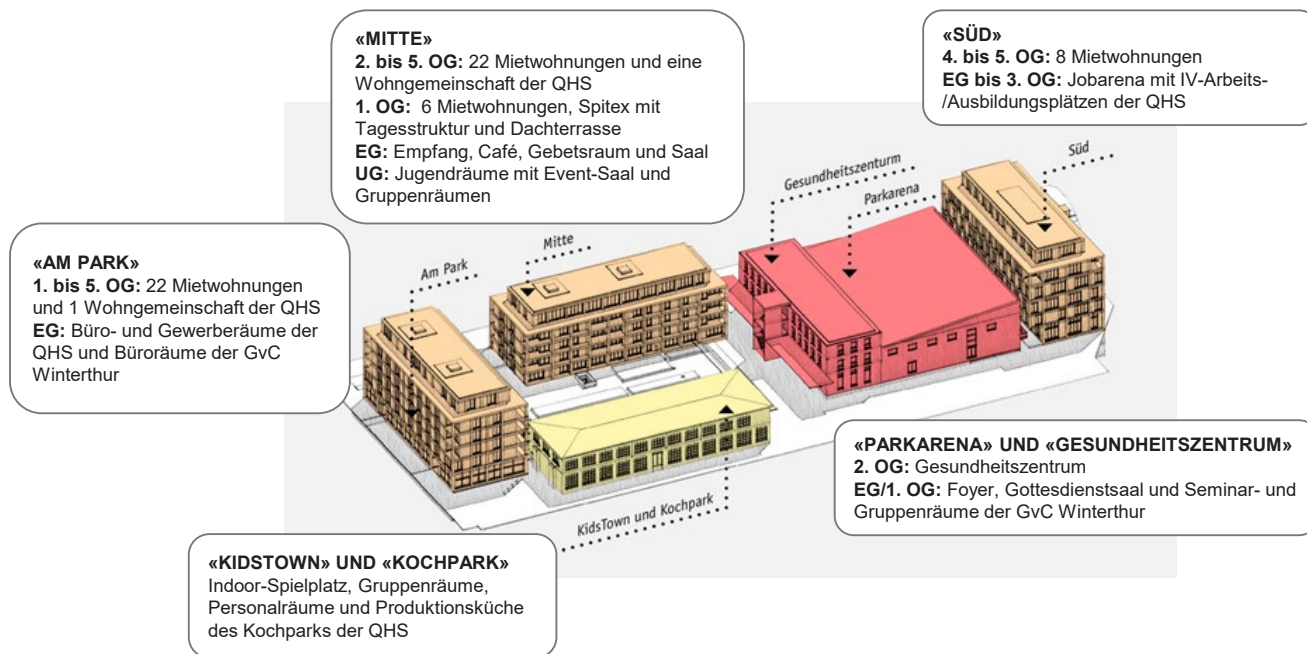 «MITTE»
2. bis 5. OG: 22 Mietwohnungen und eine
Wohngemeinschaft der QHS
1. OG:  6 Mietwohnungen, Spitex mit
Tagesstruktur und Dachterrasse
EG: Empfang, Café, Gebetsraum und Saal
UG: Jugendräume mit Event-Saal und
Gruppenräumen
«SÜD»
4. bis 5. OG: 8 Mietwohnungen
EG bis 3. OG: Jobarena mit IV-Arbeits-
/Ausbildungsplätzen der QHS
«AM PARK»
1. bis 5. OG: 22 Mietwohnungen
und 1 Wohngemeinschaft der QHS
EG: Büro- und Gewerberäume der
QHS und Büroräume der GvC
Winterthur
Am Park
Mitte
Gesundheitszenturm
Parkarena
Süd
KidsTown und Kochpark
«PARKARENA» UND «GESUNDHEITSZENTRUM»
2. OG: Gesundheitszentrum
EG/1. OG: Foyer, Gottesdienstsaal und Seminar- und
Gruppenräume der GvC Winterthur
«KIDSTOWN» UND «KOCHPARK»
Indoor-Spielplatz, Gruppenräume,
Personalräume und Produktionsküche
des Kochparks der QHS